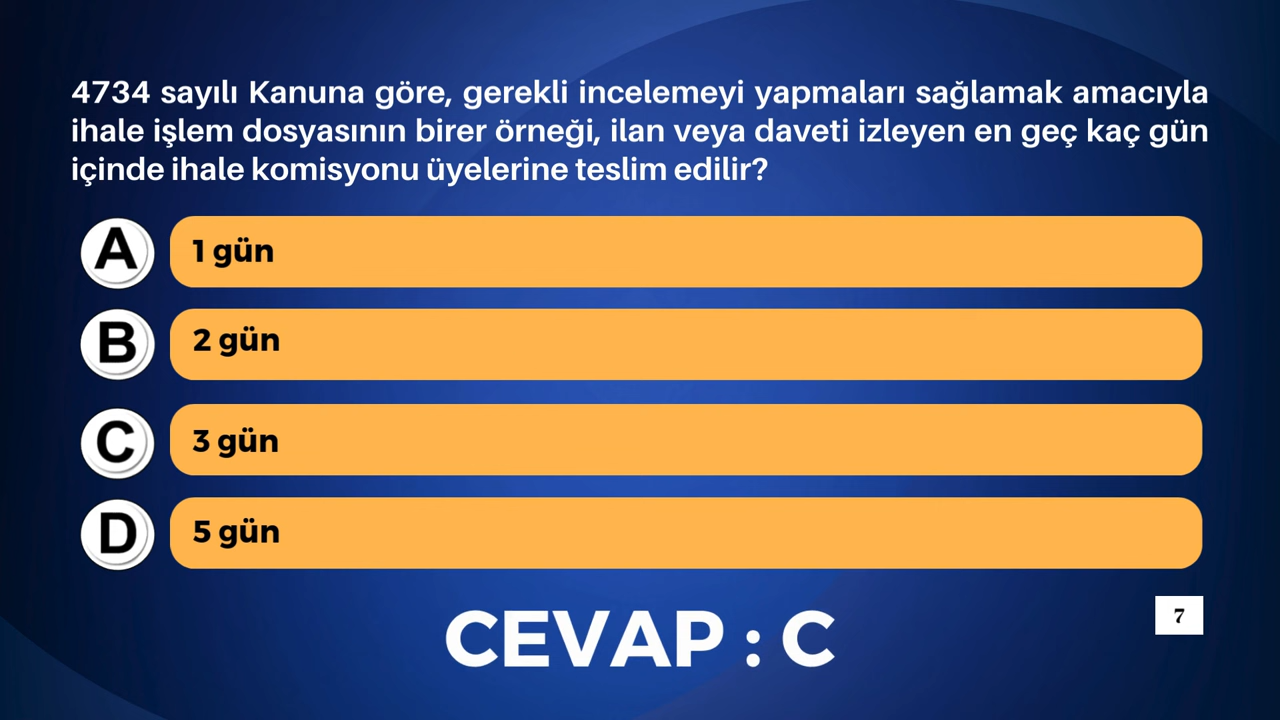 4734 sayılı Kanuna göre, gerekli incelemeyi yapmaları sağlamak amacıyla
ihale işlem dosyasının birer örneği, ilan veya daveti izleyen en geç kaç gün
içinde ihale komisyonu üyelerine teslim edilir?
A 1 gün
B 2 gün
C 3 gün
D 5 gün
7
CEVAP : C